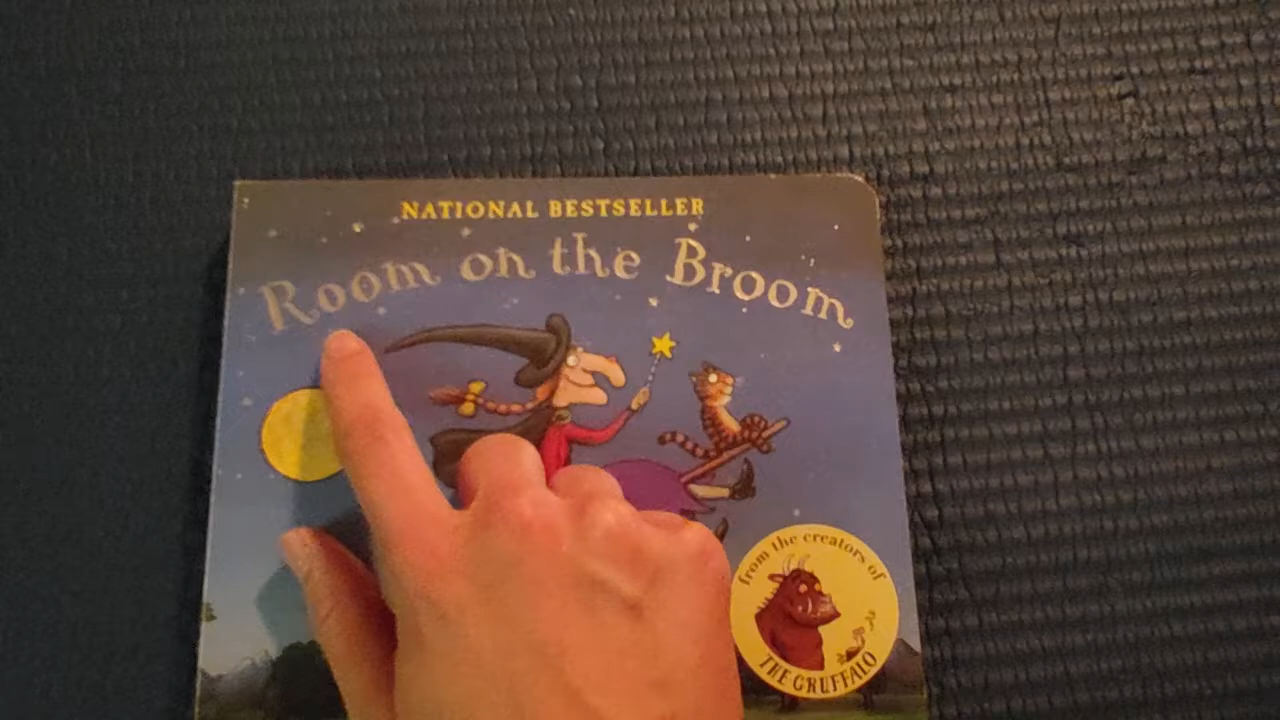 NATIONAL BESTSELLER
Room on the Broom
from the creators of
THE GRUFFALO